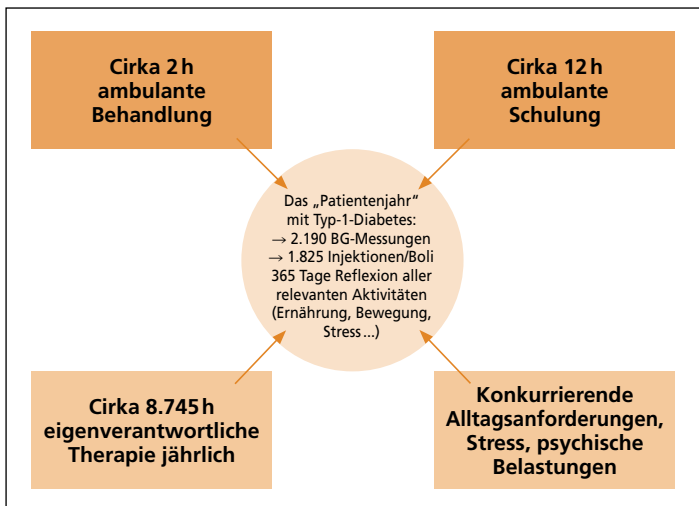 Cirka 2 h
ambulante
Behandlung
Cirka 12 h
ambulante
Schulung
Das „Patientenjahr“
mit Typ-1-Diabetes:
→ 2.190 BG-Messungen
→ 1.825 Injektionen/Boli
365 Tage Reflexion aller
relevanten Aktivitäten
(Ernährung, Bewegung,
Stress ...)
Cirka 8.745 h
eigenverantwortliche
Therapie jährlich
Konkurrierende
Alltagsanforderungen,
Stress, psychische
Belastungen